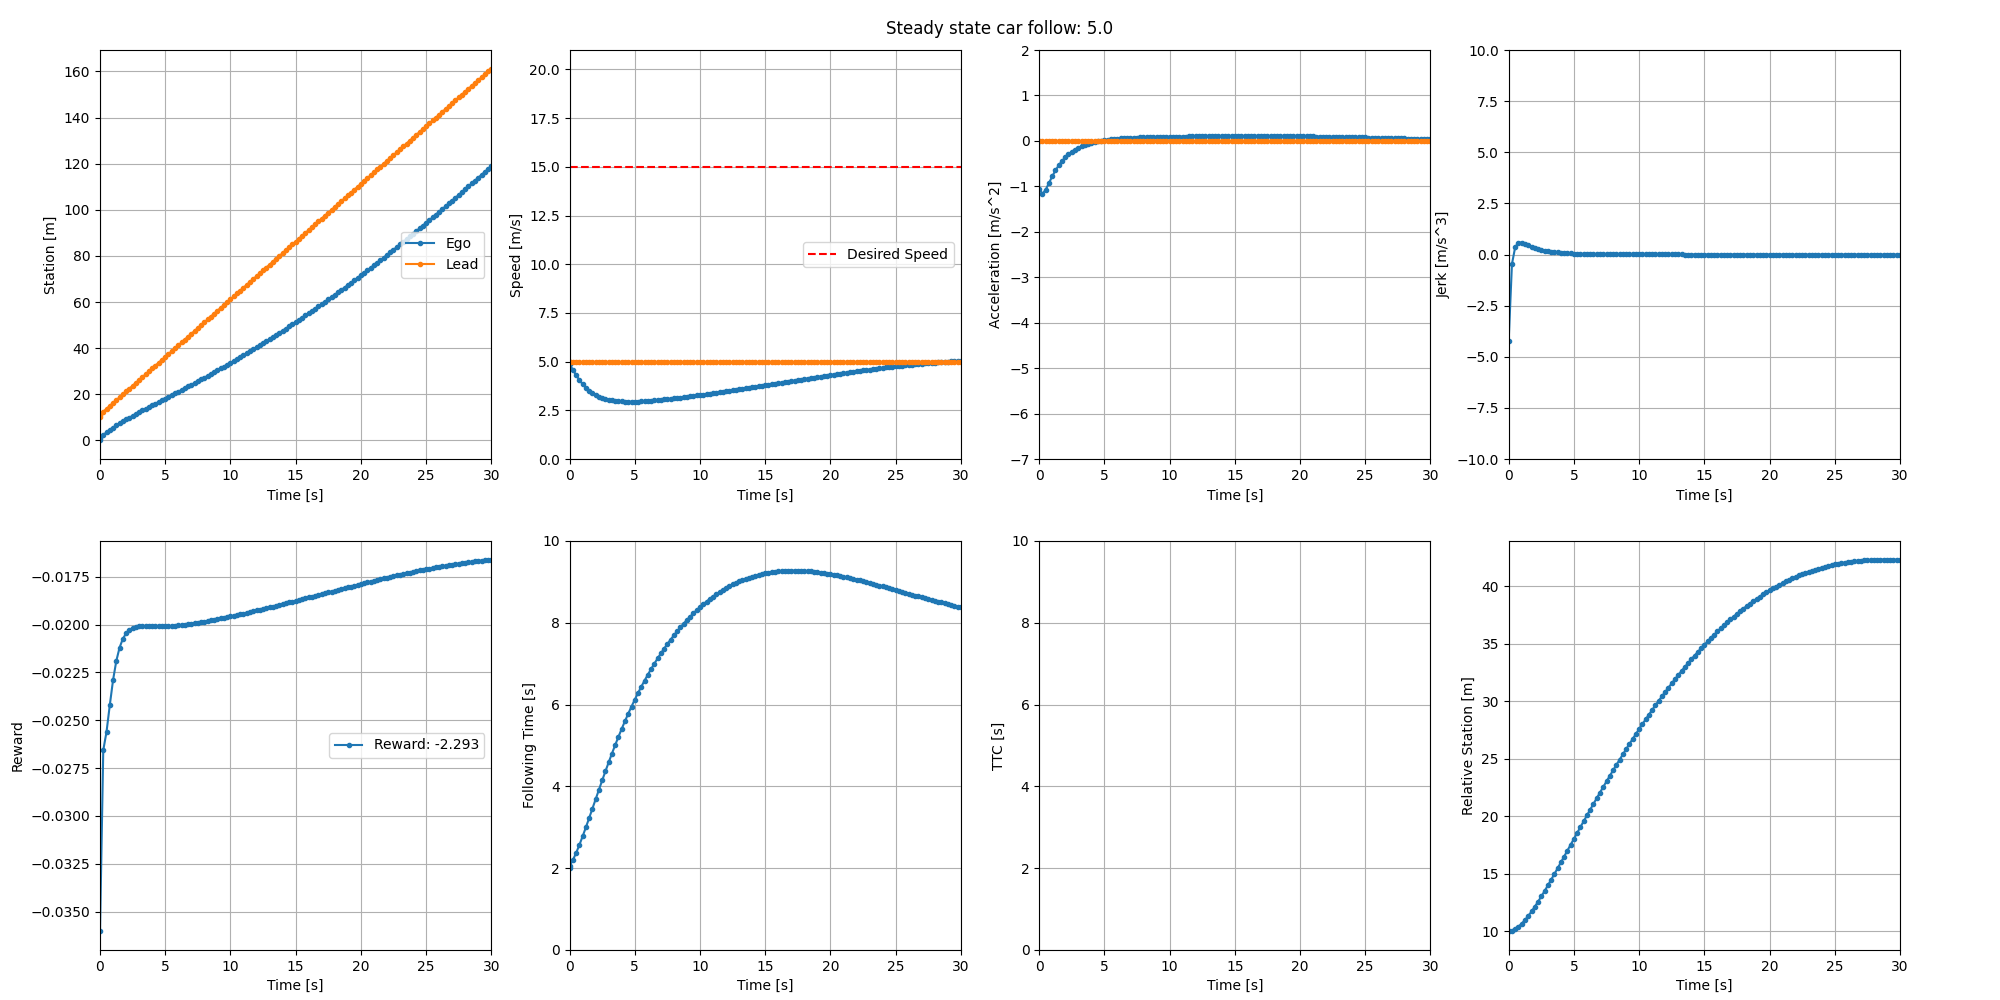 Steady state car follow: 5.0
160
140
120
100
80
60
40
20
0
Station [m]
Ego
Lead
0 5 10 15 20 25 30
Time [s]
20.0
17.5
15.0
12.5
10.0
7.5
5.0
2.5
0.0
Speed [m/s]
Desired Speed
0 5 10 15 20 25 30
Time [s]
2
1
0
−1
−2
−3
−4
−5
−6
−7
Acceleration [m/s^2]
0 5 10 15 20 25 30
Time [s]
10.0
7.5
5.0
2.5
0.0
−2.5
−5.0
−7.5
−10.0
Jerk [m/s^3]
0 5 10 15 20 25 30
Time [s]
−0.0175
−0.0200
−0.0225
−0.0250
−0.0275
−0.0300
−0.0325
−0.0350
Reward
Reward: -2.293
0 5 10 15 20 25 30
Time [s]
10
8
6
4
2
0
Following Time [s]
0 5 10 15 20 25 30
Time [s]
10
8
6
4
2
0
TTC [s]
0 5 10 15 20 25 30
Time [s]
40
35
30
25
20
15
10
Relative Station [m]
0 5 10 15 20 25 30
Time [s]